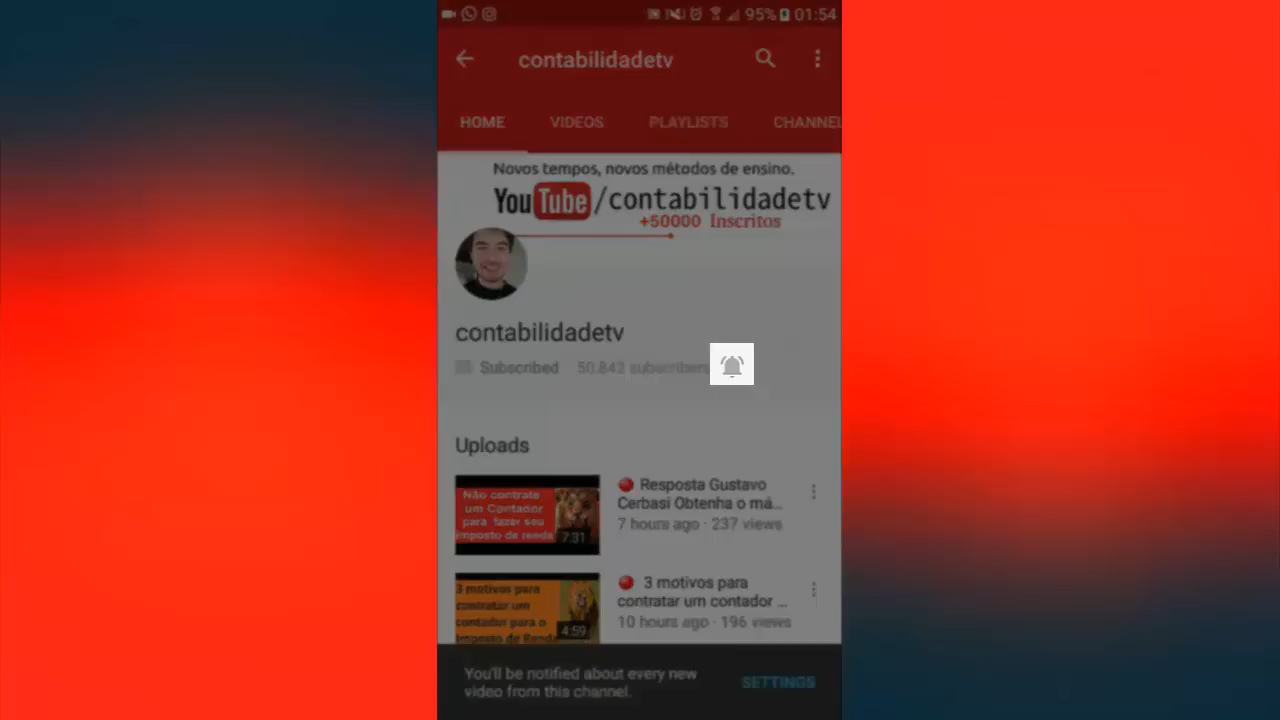 95% 01:54
contabilidadetv
HOME VIDEOS PLAYLISTS CHANNEL
Novos tempos, novos métodos de ensino.
YouTube/contabilidadetv
+50000 Inscritos
contabilidadetv
Subscribed 50.842 subscribers
Uploads
Não contrate
um Contador
para fazer seu
imposto de renda
7:31
Resposta Gustavo
Cerbasi Obtenha o má...
7 hours ago · 237 views
3 motivos para
contratar um
contador para o
Imposto de Renda
4:59
3 motivos para
contratar um contador ...
10 hours ago · 196 views
You'll be notified about every new
video from this channel.
SETTINGS